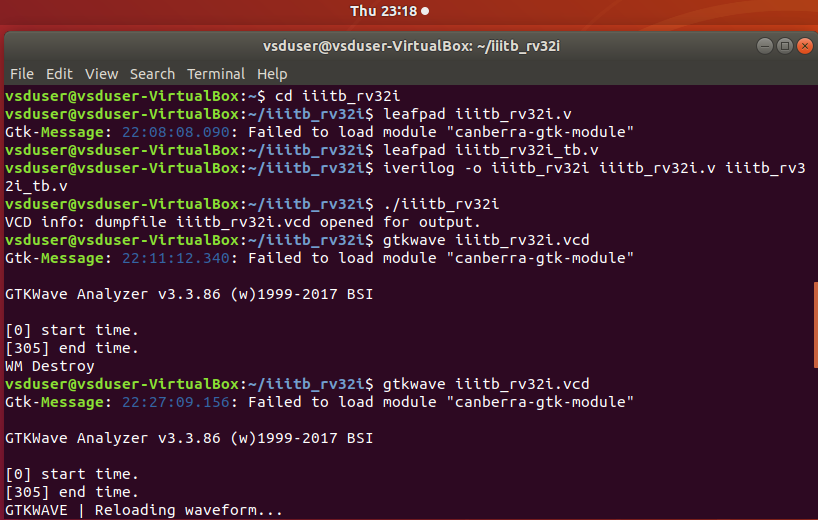 Thu 23:18
vsduser@vsduser-VirtualBox: ~/iiitb_rv32i
File Edit View Search Terminal Help
vsduser@vsduser-VirtualBox:~$ cd iiitb_rv32i
vsduser@vsduser-VirtualBox:~/iiitb_rv32i$ leafpad iiitb_rv32i.v
Gtk-Message: 22:08:08.090: Failed to load module "canberra-gtk-module"
vsduser@vsduser-VirtualBox:~/iiitb_rv32i$ leafpad iiitb_rv32i_tb.v
vsduser@vsduser-VirtualBox:~/iiitb_rv32i$ iverilog -o iiitb_rv32i iiitb_rv32i.v iiitb_rv3
2i_tb.v
vsduser@vsduser-VirtualBox:~/iiitb_rv32i$ ./iiitb_rv32i
VCD info: dumpfile iiitb_rv32i.vcd opened for output.
vsduser@vsduser-VirtualBox:~/iiitb_rv32i$ gtkwave iiitb_rv32i.vcd
Gtk-Message: 22:11:12.340: Failed to load module "canberra-gtk-module"
GTKWave Analyzer v3.3.86 (w)1999-2017 BSI
[0] start time.
[305] end time.
WM Destroy
vsduser@vsduser-VirtualBox:~/iiitb_rv32i$ gtkwave iiitb_rv32i.vcd
Gtk-Message: 22:27:09.156: Failed to load module "canberra-gtk-module"
GTKWave Analyzer v3.3.86 (w)1999-2017 BSI
[0] start time.
[305] end time.
GTKWAVE | Reloading waveform...